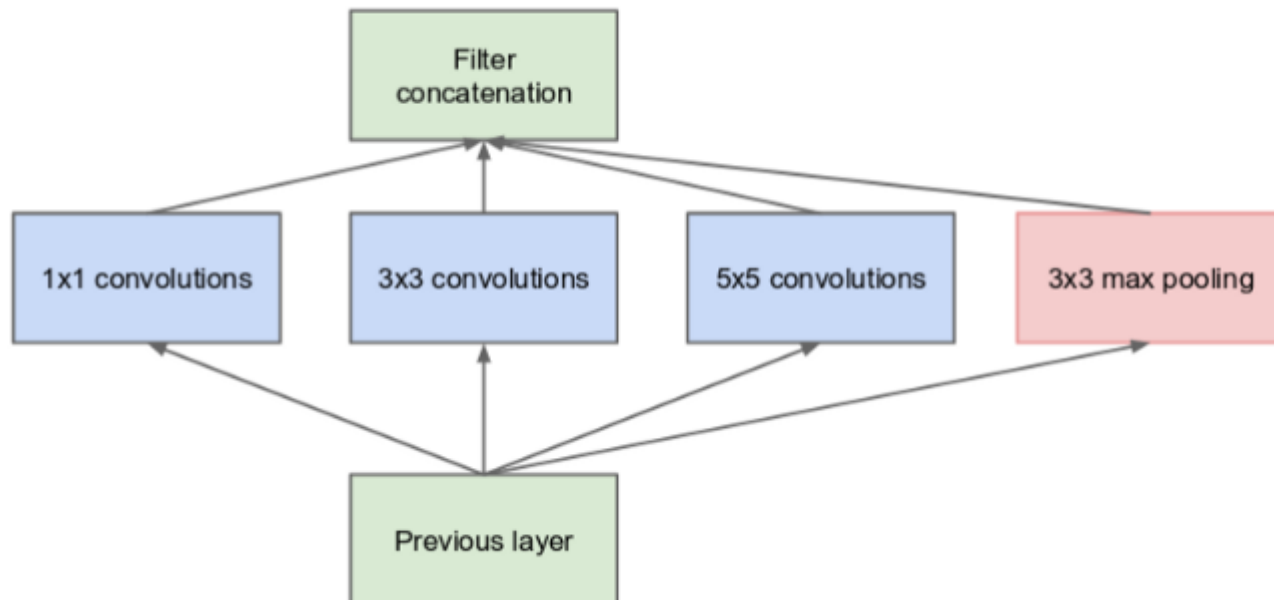 Filter
concatenation
1x1 convolutions
3x3 convolutions
5x5 convolutions
3x3 max pooling
Previous layer